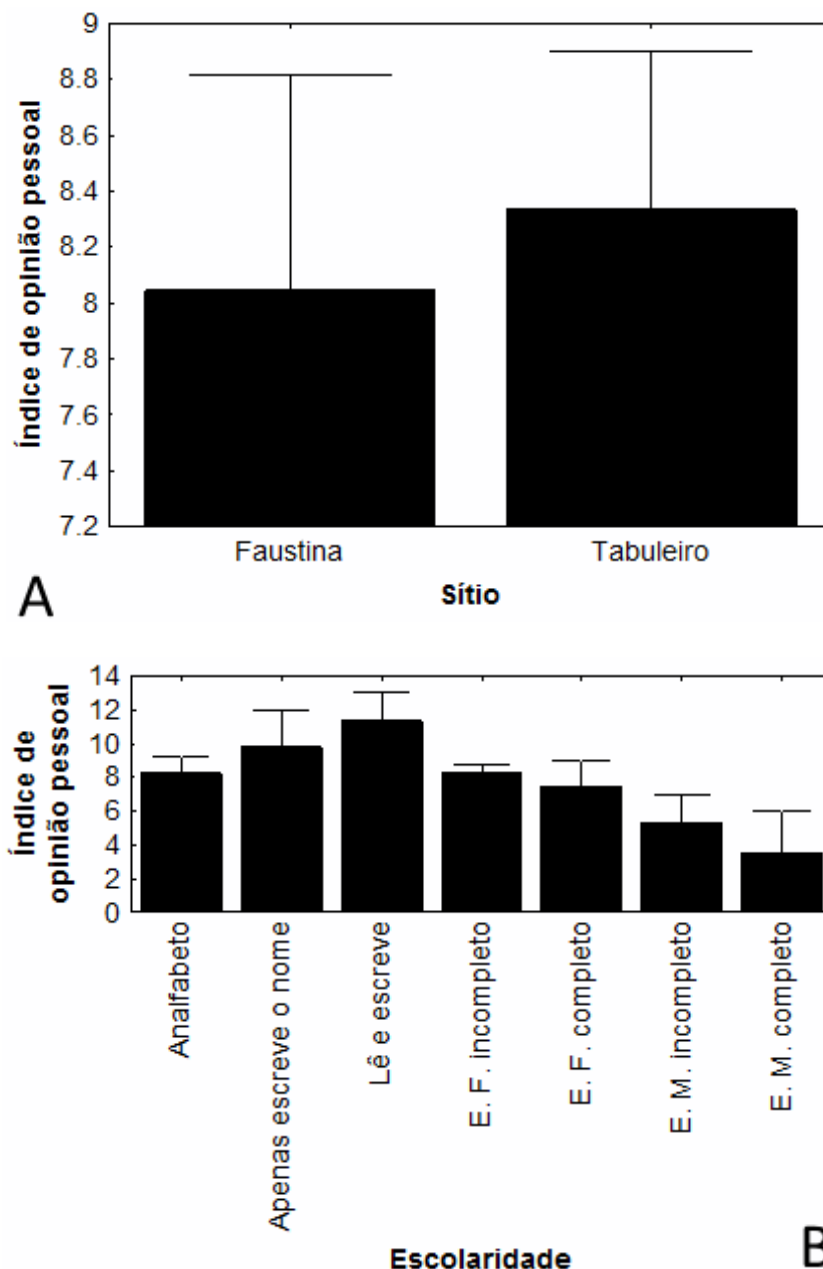 9
8.8
8.6
8.4
8.2
8
7.8
7.6
7.4
7.2
Índice de opinião pessoal
Faustina
Tabuleiro
Sítio
A
14
12
10
8
6
4
2
0
Índice de
opinião pessoal
Analfabeto
Apenas escreve o nome
Lê e escreve
E. F. incompleto
E. F. completo
E. M. incompleto
E. M. completo
Escolaridade
B